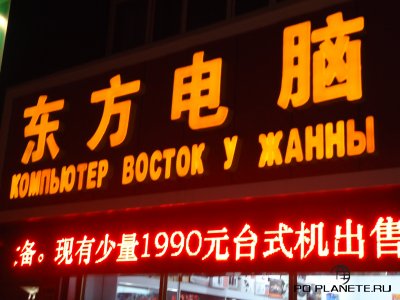 东方电脑
КОМПЬЮТЕР ВОСТОК У ЖАННЫ
备。现有少量1990元台式机出售
PO PLANETE.RU